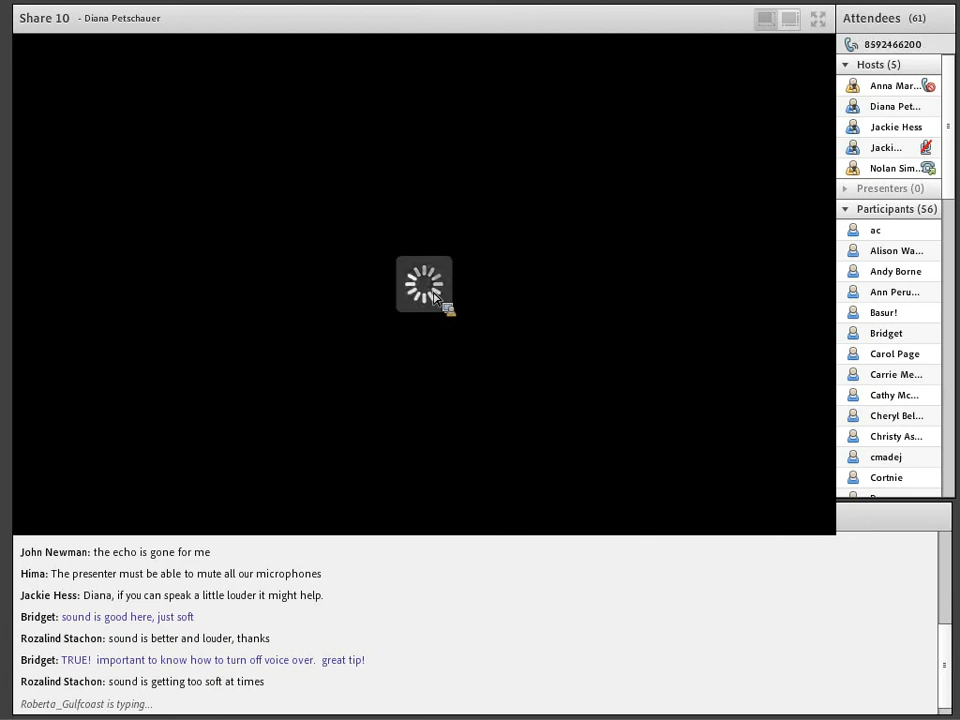 Share 10 - Diana Petschauer
Attendees (61)
8592466200
Hosts (5)
Anna Mar...
Diana Pet...
Jackie Hess
Jacki...
Nolan Sim...
Presenters (0)
Participants (56)
ac
Alison Wa...
Andy Borne
Ann Peru...
Basur!
Bridget
Carol Page
Carrie Me...
Cathy Mc...
Cheryl Bel...
Christy As...
cmadej
Cortnie
John Newman: the echo is gone for me
Hima: The presenter must be able to mute all our microphones
Jackie Hess: Diana, if you can speak a little louder it might help.
Bridget: sound is good here, just soft
Rozalind Stachon: sound is better and louder, thanks
Bridget: TRUE! important to know how to turn off voice over. great tip!
Rozalind Stachon: sound is getting too soft at times
Roberta_Gulfcoast is typing...